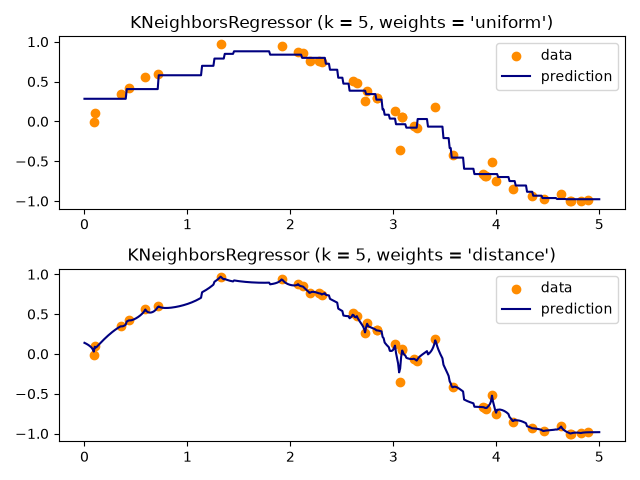 KNeighborsRegressor (k = 5, weights = 'uniform')
1.0
0.5
0.0
−0.5
−1.0
data
prediction
0 1 2 3 4 5
KNeighborsRegressor (k = 5, weights = 'distance')
1.0
0.5
0.0
−0.5
−1.0
data
prediction
0 1 2 3 4 5